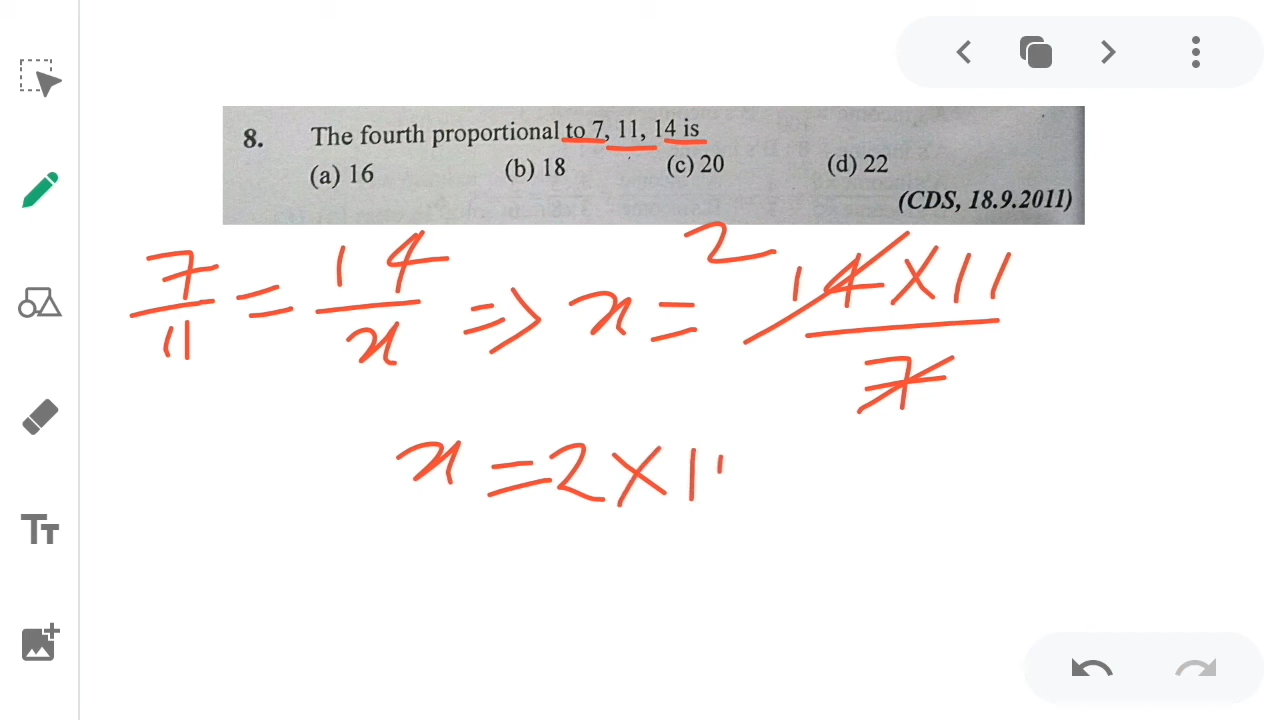 8. The fourth proportional to 7, 11, 14 is
(a) 16 (b) 18 (c) 20 (d) 22
(CDS, 18.9.2011)
7/11 = 14/x => x = 2 14 X 11/7
x = 2 X 11
TT